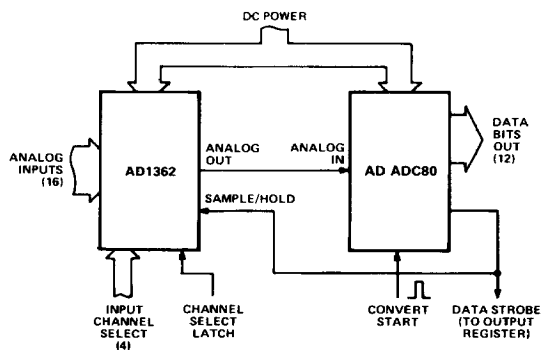 DC POWER
ANALOG
INPUTS
(16)
AD1362
ANALOG
OUT
ANALOG
IN
AD ADC80
DATA
BITS
OUT
(12)
SAMPLE/HOLD
INPUT
CHANNEL
SELECT
(4)
CHANNEL
SELECT
LATCH
CONVERT
START
DATA STROBE
(TO OUTPUT
REGISTER)